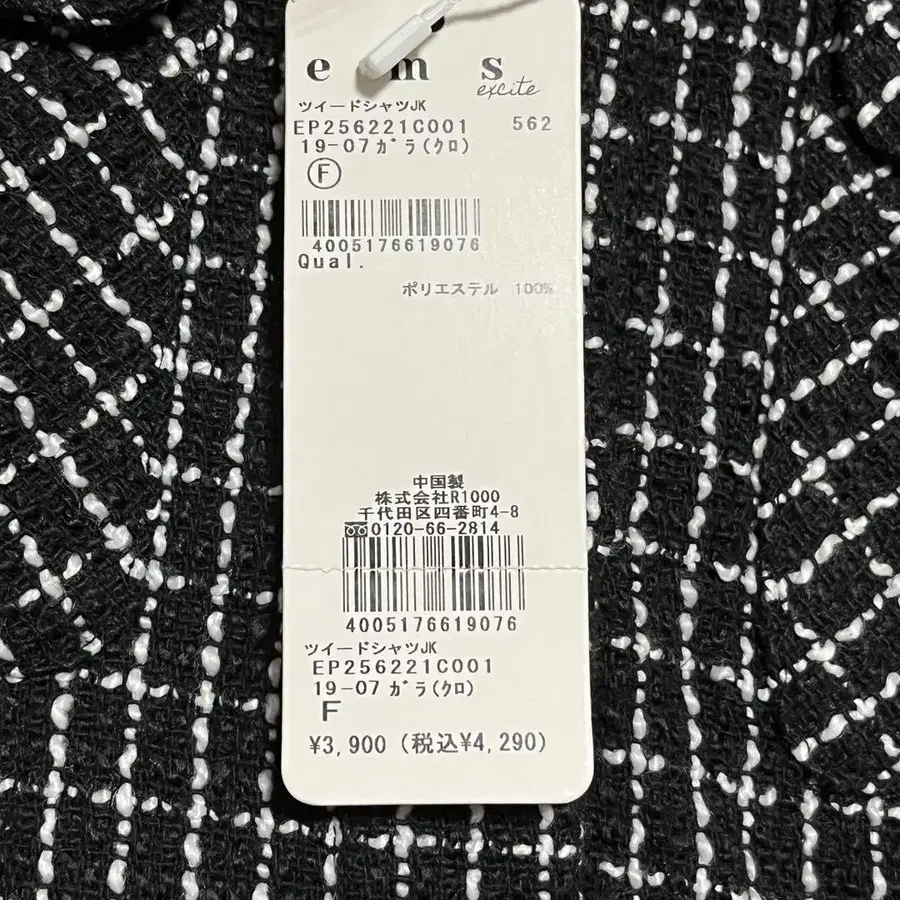 e m s
excite
ツイードシャツJK
EP256221C001 562
19-07 ガラ(クロ)
F
4005176619076
Qual.
ポリエステル 100%
中国製
株式会社R1000
千代田区四番町4-8
0120-66-2814
4005176619076
ツイードシャツJK
EP256221C001
19-07 ガラ(クロ)
F
¥3,900 (税込¥4,290)